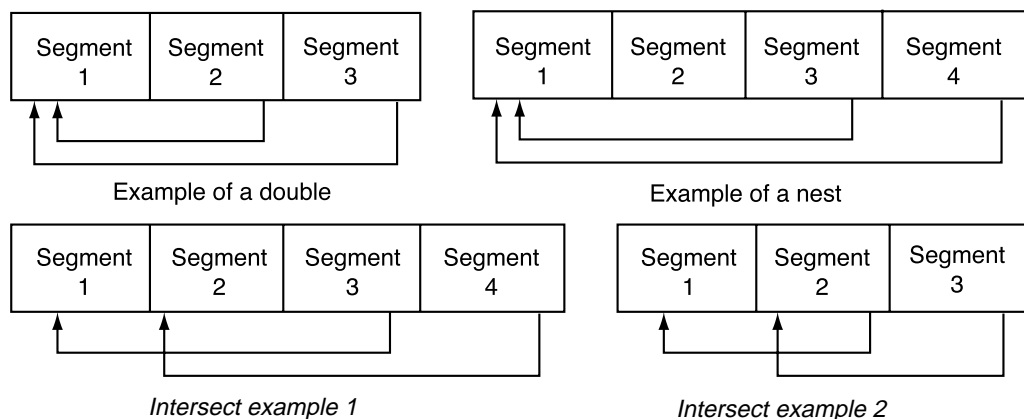 Segment Segment Segment
1 2 3
Segment Segment Segment Segment
1 2 3 4
Example of a double
Example of a nest
Segment Segment Segment Segment
1 2 3 4
Segment Segment Segment
1 2 3
Intersect example 1
Intersect example 2